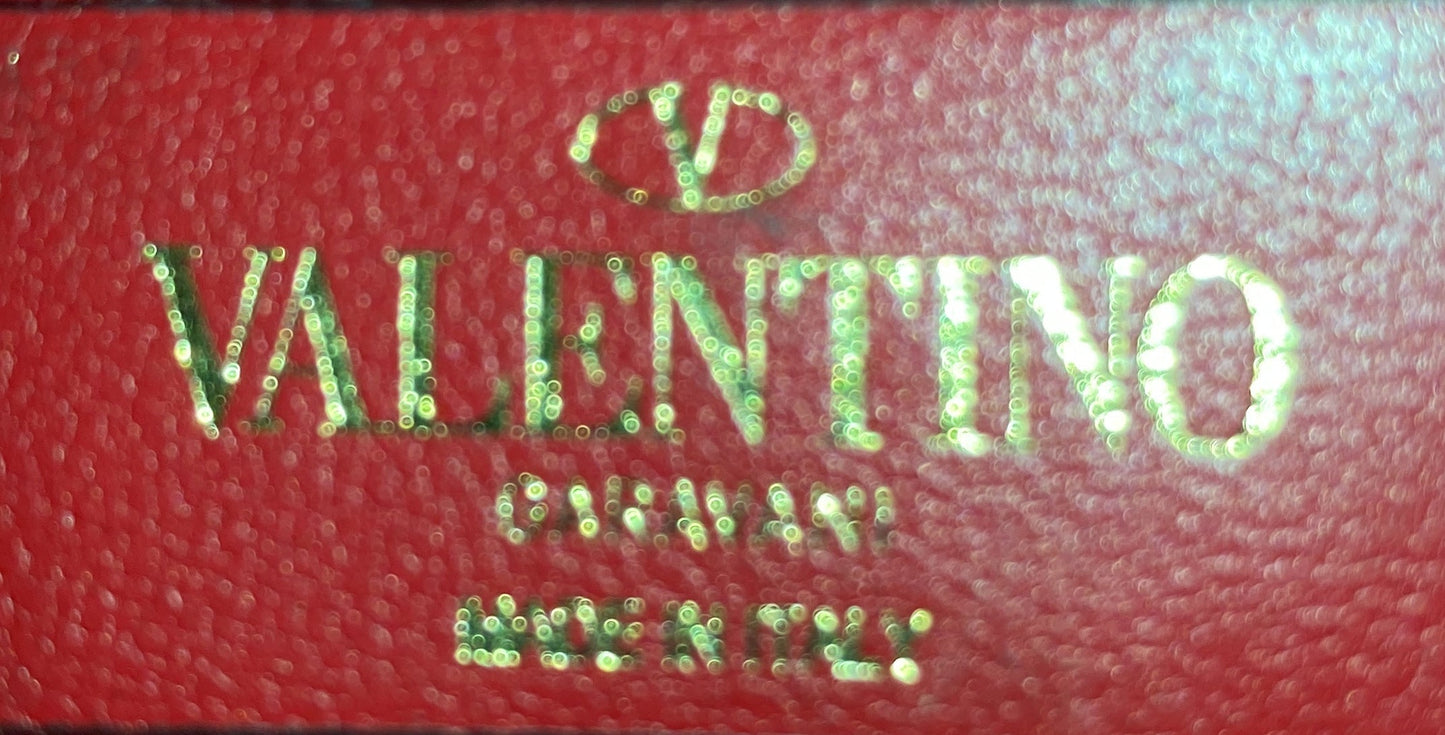 V
VALENTINO
GARAVANI
MADE IN ITALY